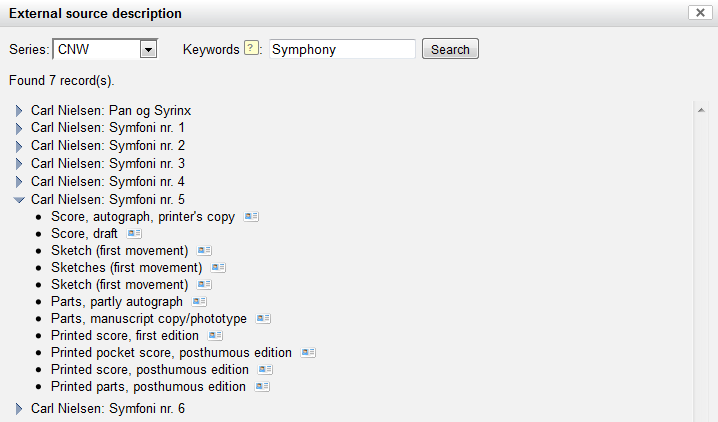 External source description
Series: CNW Keywords ?: Symphony Search
Found 7 record(s).
Carl Nielsen: Pan og Syrinx
Carl Nielsen: Symfoni nr. 1
Carl Nielsen: Symfoni nr. 2
Carl Nielsen: Symfoni nr. 3
Carl Nielsen: Symfoni nr. 4
Carl Nielsen: Symfoni nr. 5
Score, autograph, printer's copy
Score, draft
Sketch (first movement)
Sketches (first movement)
Sketch (first movement)
Parts, partly autograph
Parts, manuscript copy/phototype
Printed score, first edition
Printed pocket score, posthumous edition
Printed score, posthumous edition
Printed parts, posthumous edition
Carl Nielsen: Symfoni nr. 6